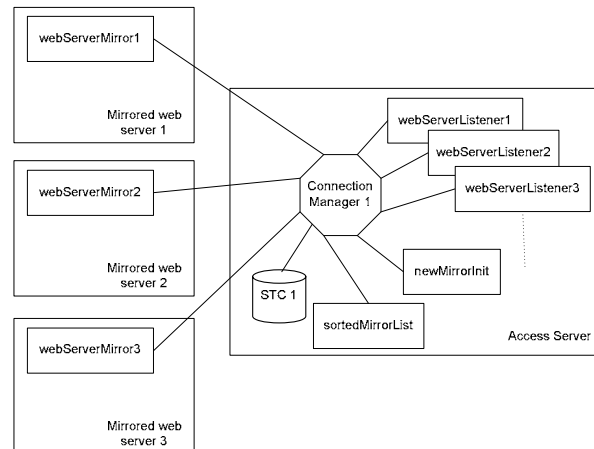 webServerMirror1
Mirrored web
server 1
webServerMirror2
Mirrored web
server 2
webServerMirror3
Mirrored web
server 3
Connection
Manager 1
webServerListener1
webServerListener2
webServerListener3
newMirrorInit
STC 1
sortedMirrorList
Access Server